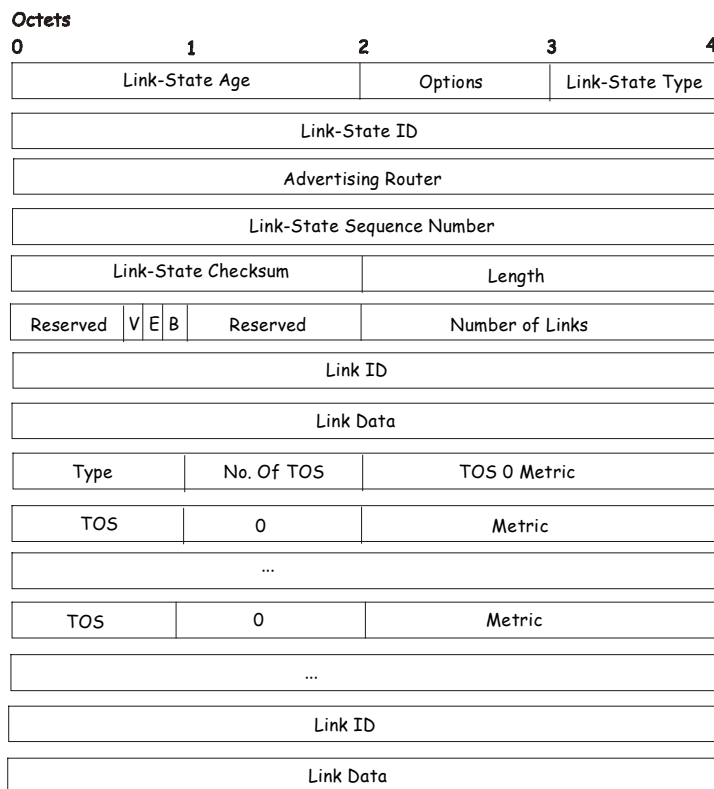 Octets
0 1 2 3 4
Link-State Age Options Link-State Type
Link-State ID
Advertising Router
Link-State Sequence Number
Link-State Checksum Length
Reserved V E B Reserved Number of Links
Link ID
Link Data
Type No. Of TOS TOS 0 Metric
TOS 0 Metric
...
TOS 0 Metric
...
Link ID
Link Data